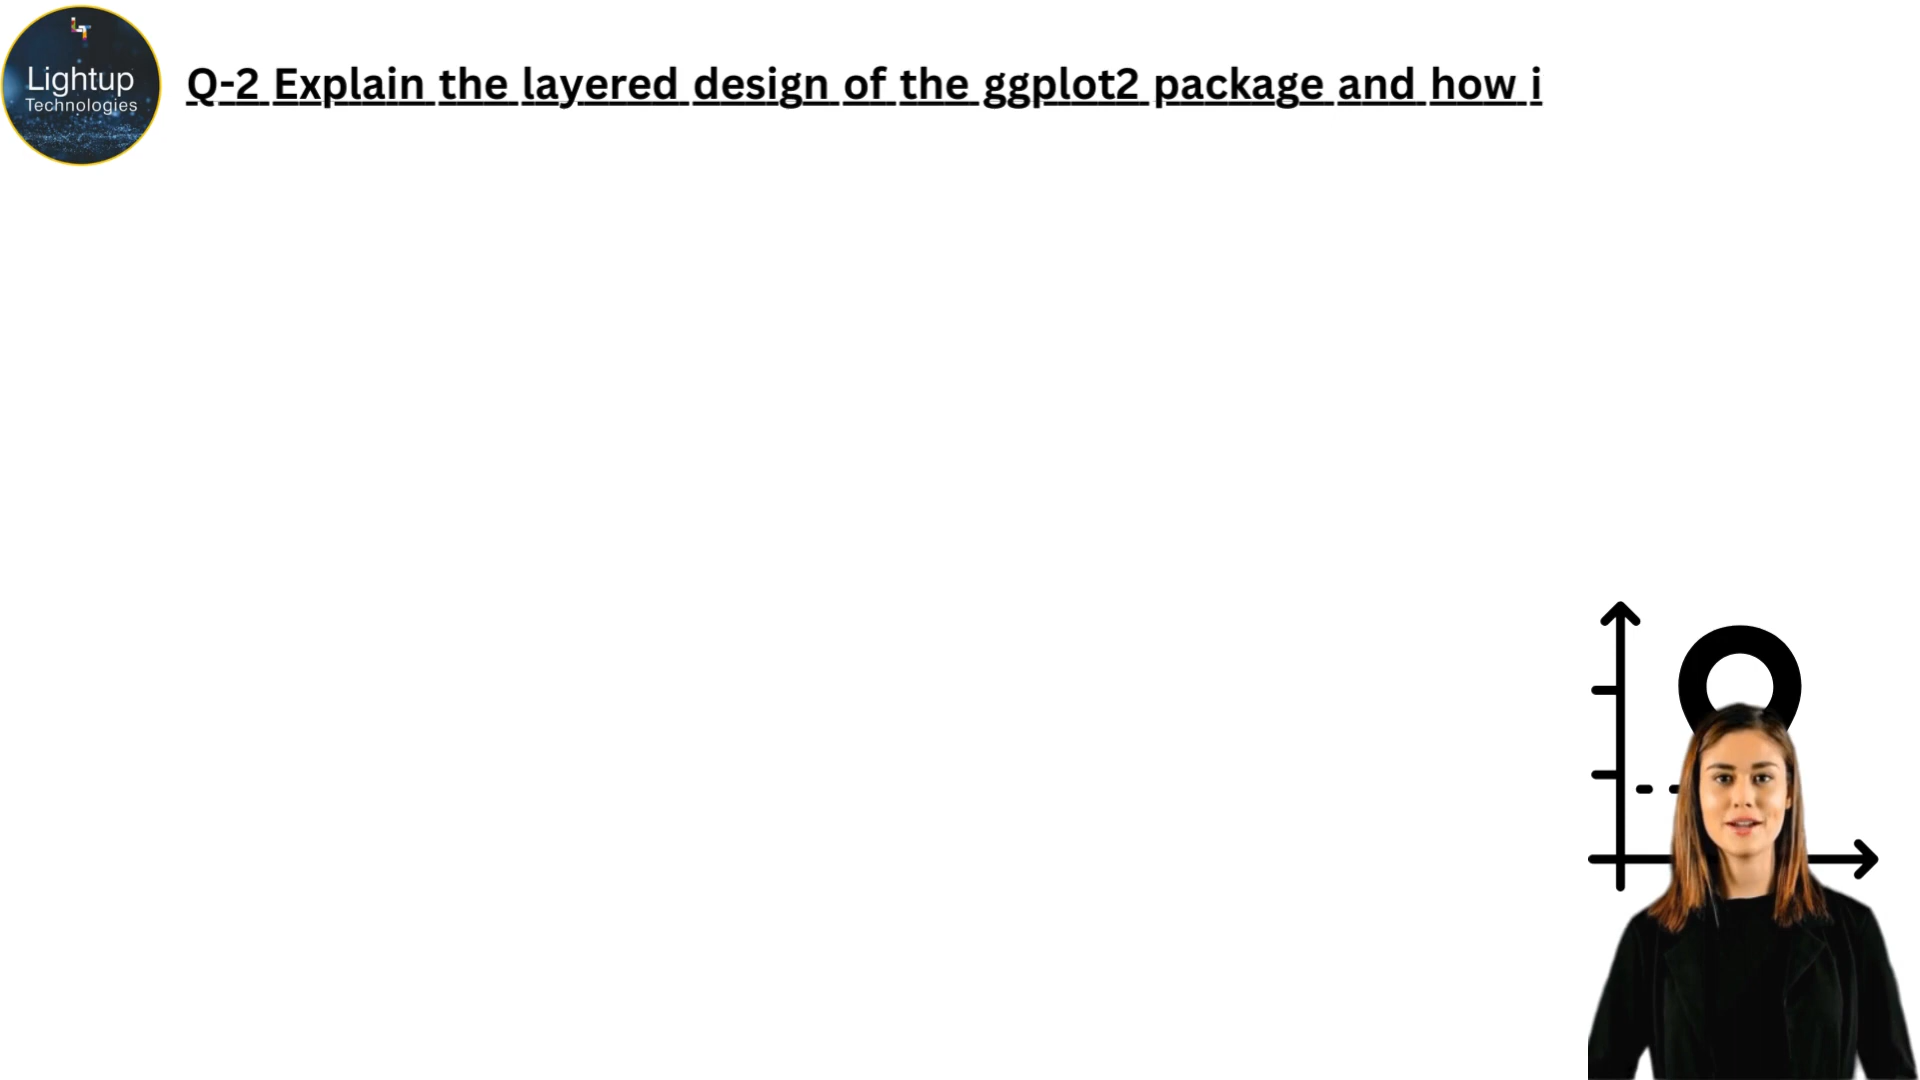 Lightup
Technologies
Q-2 Explain the layered design of the ggplot2 package and how i